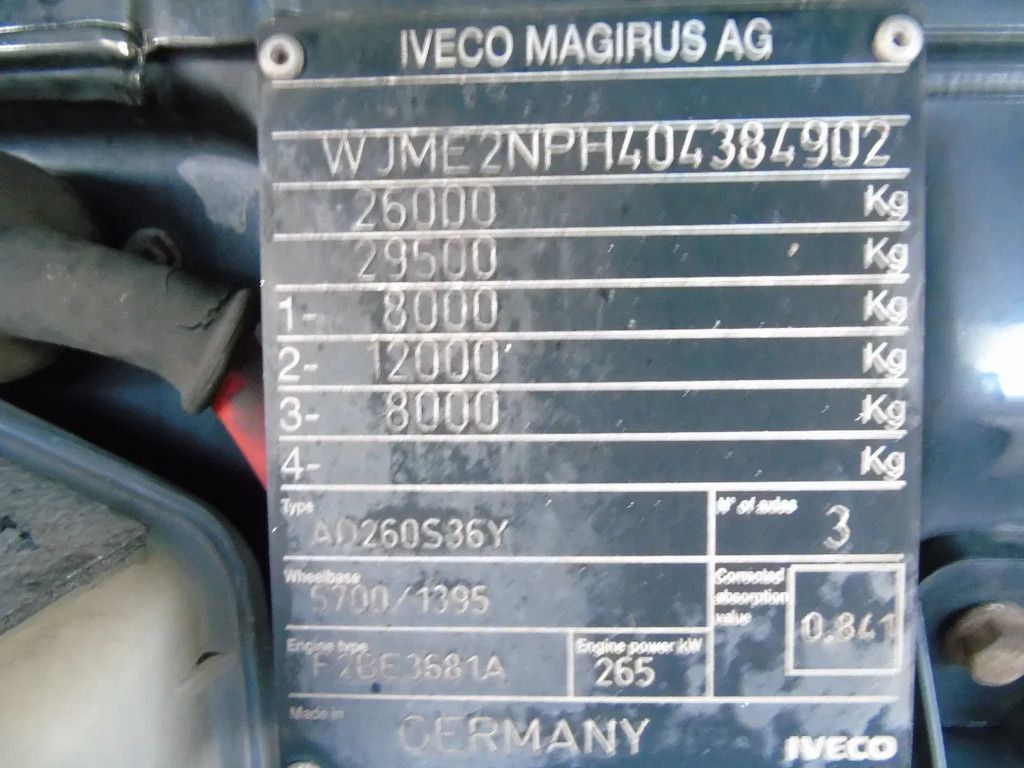 IVECO MAGIRUS AG
WJME2NPH404384902
26000 Kg
29500 Kg
1- 8000 Kg
2- 12000 Kg
3- 8000 Kg
4- Kg
Type
AD260S36Y
N° of axles
3
Wheelbase
5700/1395
Corrected
absorption
value
0.841
Engine type
F2BE3681A
Engine power kW
265
Made in
GERMANY
IVECO